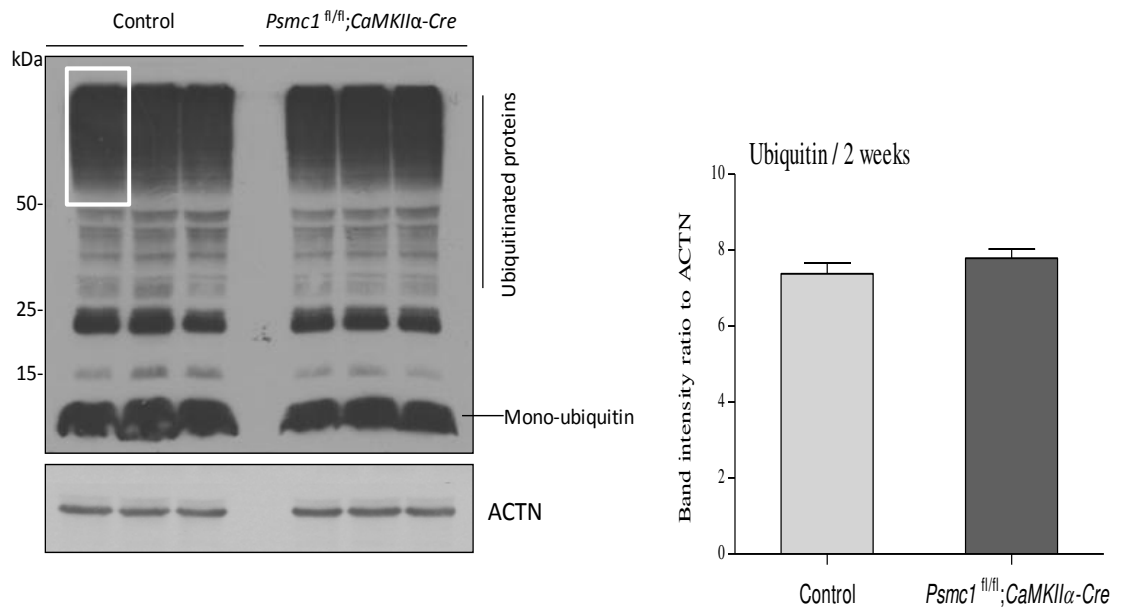 Control
Psmc1 fl/fl;CaMKIIα-Cre
kDa
50-
25-
15-
Ubiquitinated proteins
Mono-ubiquitin
ACTN
Ubiquitin / 2 weeks
Band intensity ratio to ACTN
10
8
6
4
2
0
Control
Psmc1 fl/fl;CaMKIIα-Cre